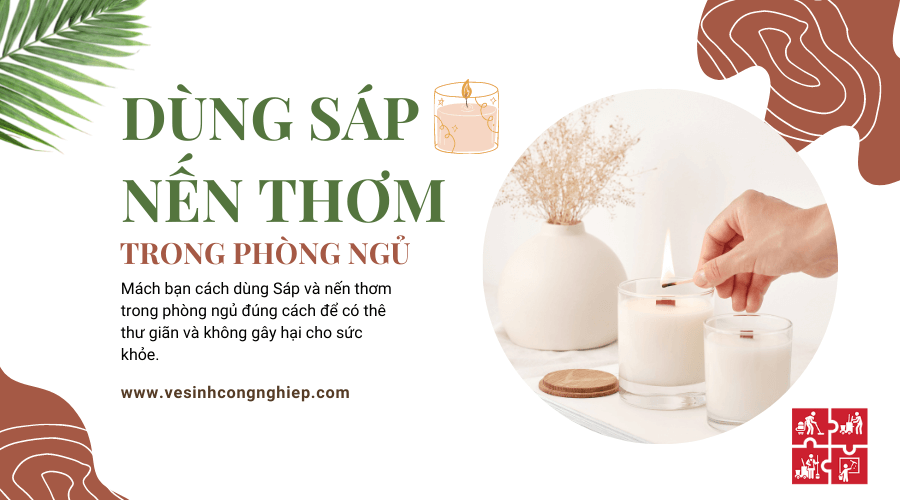 DÙNG SÁP
NẾN THƠM
TRONG PHÒNG NGỦ
Mách bạn cách dùng Sáp và nến thơm
trong phòng ngủ đúng cách để có thê
thư giãn và không gây hại cho sức
khỏe.
www.vesinhcongnghiep.com